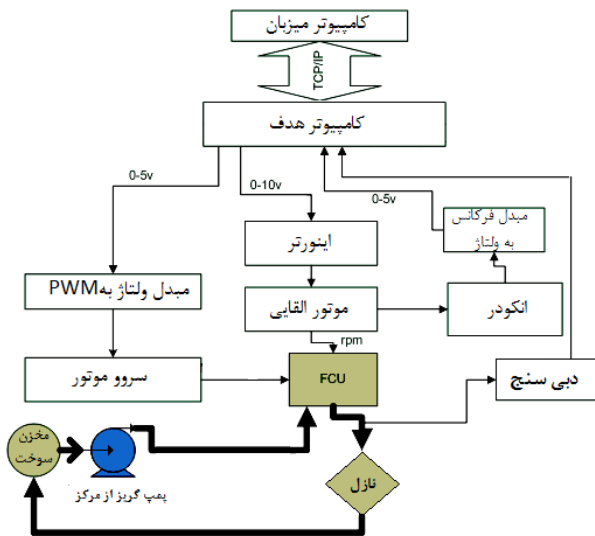 کامپیوتر میزبان
TCP/IP
کامپیوتر هدف
0-5v
0-10v
0-5v
مبدل فرکانس
به ولتاژ
اینورتر
مبدل ولتاژ بهPWM
موتور القایی
انکودر
rpm
سروو موتور
FCU
دبی سنج
مخزن
سوخت
پمپ گریز از مرکز
نازل